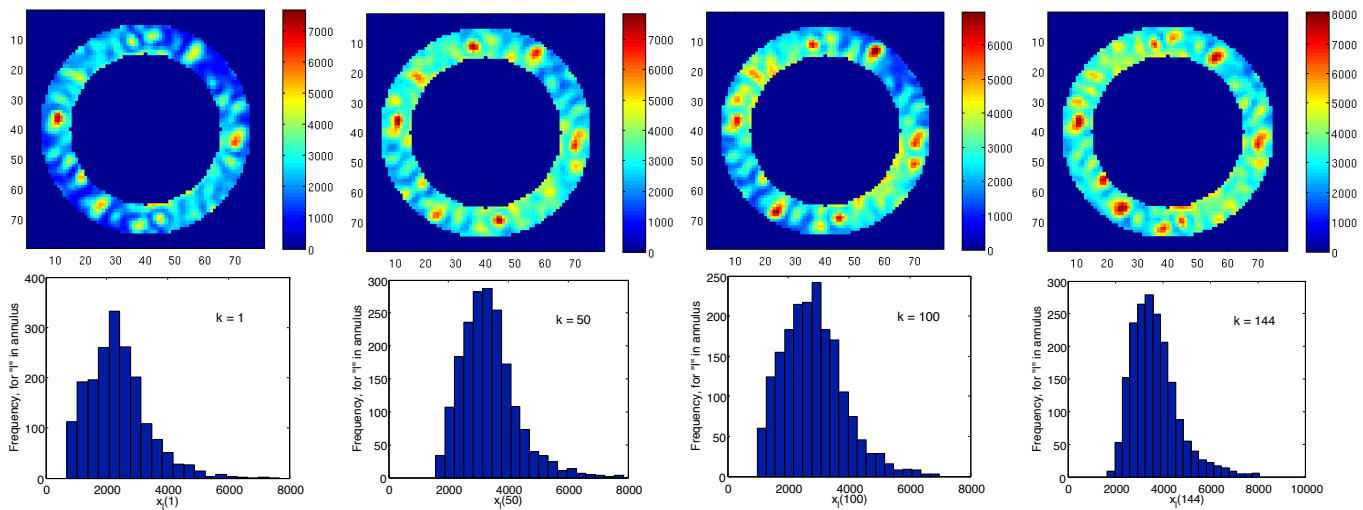 10 20 30 40 50 60 70
10 20 30 40 50 60 70
7000 6000 5000 4000 3000 2000 1000 0
10 20 30 40 50 60 70
10 20 30 40 50 60 70
7000 6000 5000 4000 3000 2000 1000 0
10 20 30 40 50 60 70
10 20 30 40 50 60 70
6000 5000 4000 3000 2000 1000 0
10 20 30 40 50 60 70
10 20 30 40 50 60 70
8000 7000 6000 5000 4000 3000 2000 1000 0
Frequency, for "l" in annulus
400 300 200 100 0
k = 1
0 2000 4000 6000 8000
x_l(1)
Frequency, for "l" in annulus
300 250 200 150 100 50 0
k = 50
0 2000 4000 6000 8000
x_l(50)
Frequency, for "l" in annulus
250 200 150 100 50 0
k = 100
0 2000 4000 6000 8000
x_l(100)
Frequency, for "l" in annulus
300 250 200 150 100 50 0
k = 144
0 2000 4000 6000 8000 10000
x_l(144)